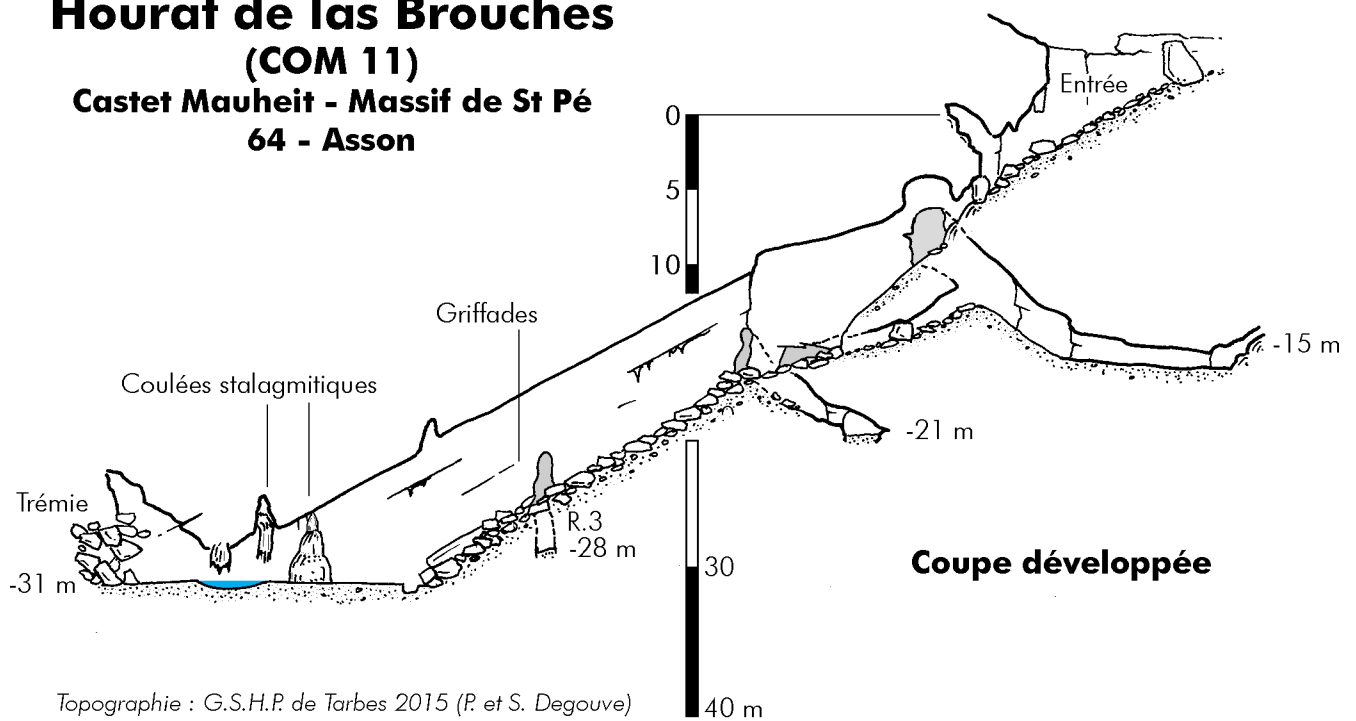 Hourat de las Brouches
(COM 11)
Castet Mauheit - Massif de St Pé
64 - Asson
Entrée
0
5
10
-15 m
Griffades
Coulées stalagmitiques
-21 m
Trémie
R.3
-28 m
-31 m
30
Coupe développée
40 m
Topographie : G.S.H.P. de Tarbes 2015 (P. et S. Degouve)